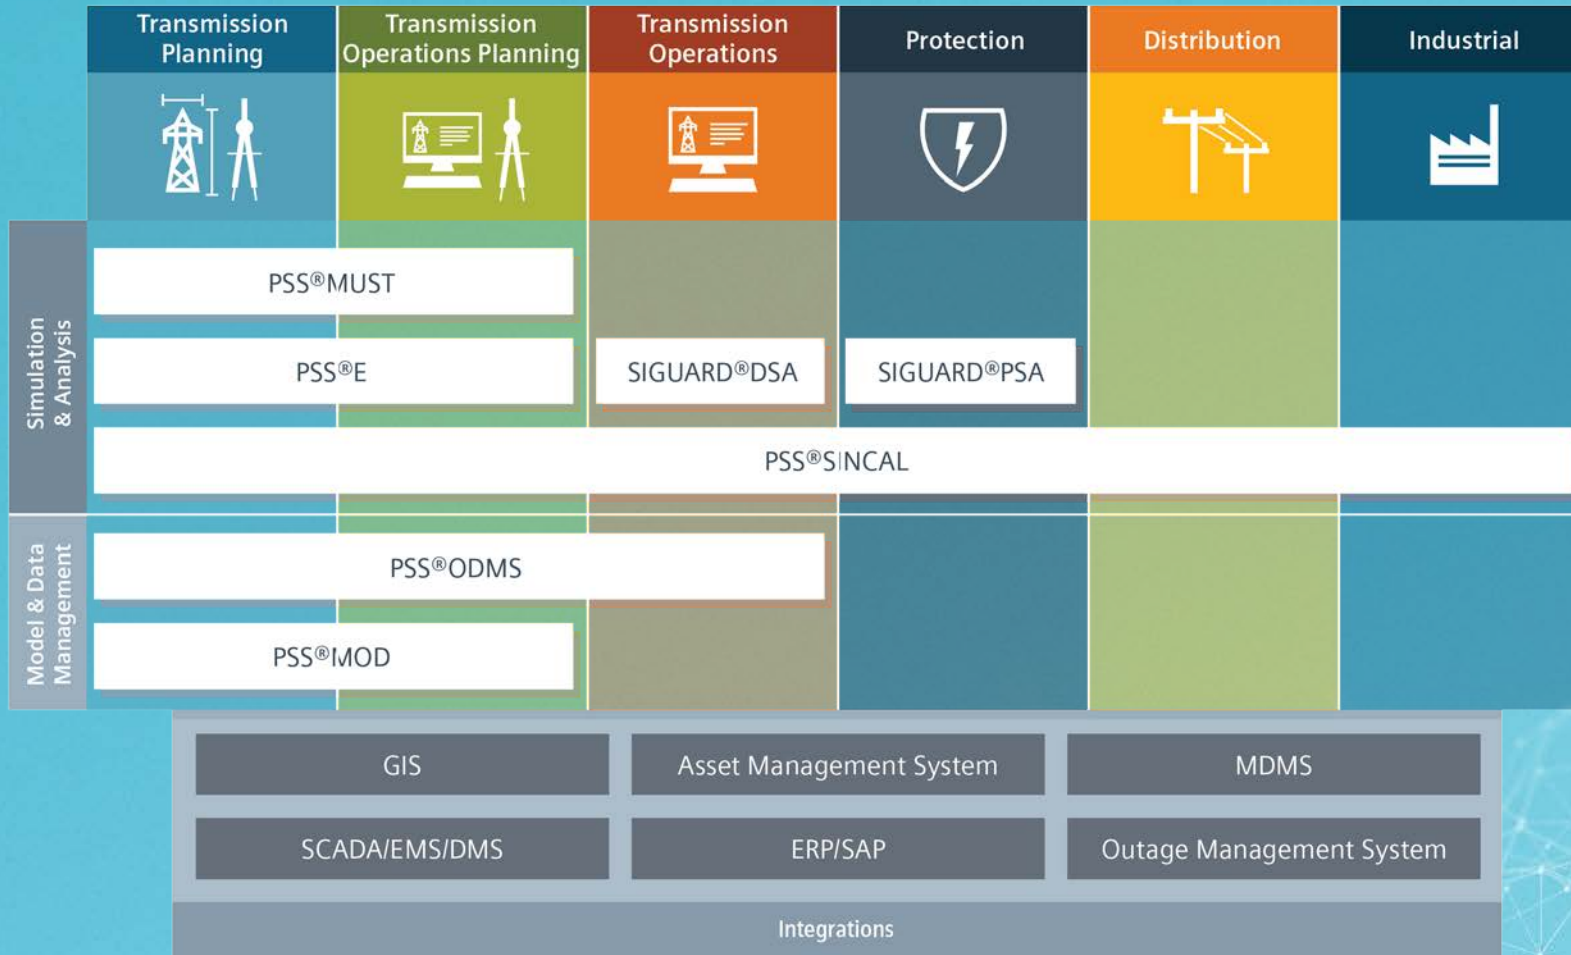 Transmission
Planning
Transmission
Operations Planning
Transmission
Operations
Protection
Distribution
Industrial
Simulation
& Analysis
PSS®MUST
PSS®E
SIGUARD®DSA
SIGUARD®PSA
PSS®SINCAL
Model & Data
Management
PSS®ODMS
PSS®MOD
GIS
Asset Management System
MDMS
SCADA/EMS/DMS
ERP/SAP
Outage Management System
Integrations